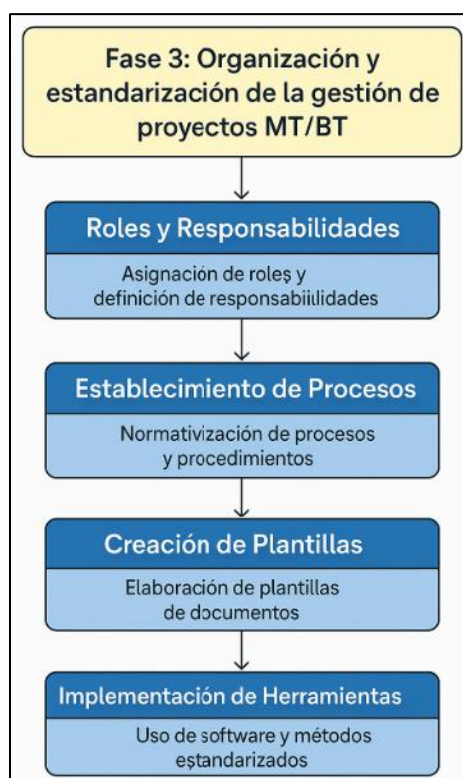 Fase 3: Organización y
estandarización de la gestión de
proyectos MT/BT
Roles y Responsabilidades
Asignación de roles y
definición de responsabiilidades
Establecimiento de Procesos
Normativización de procesos
y procedimientos
Creación de Plantillas
Elaboración de plantillas
de documentos
Implementación de Herramientas
Uso de software y métodos
estandarizados